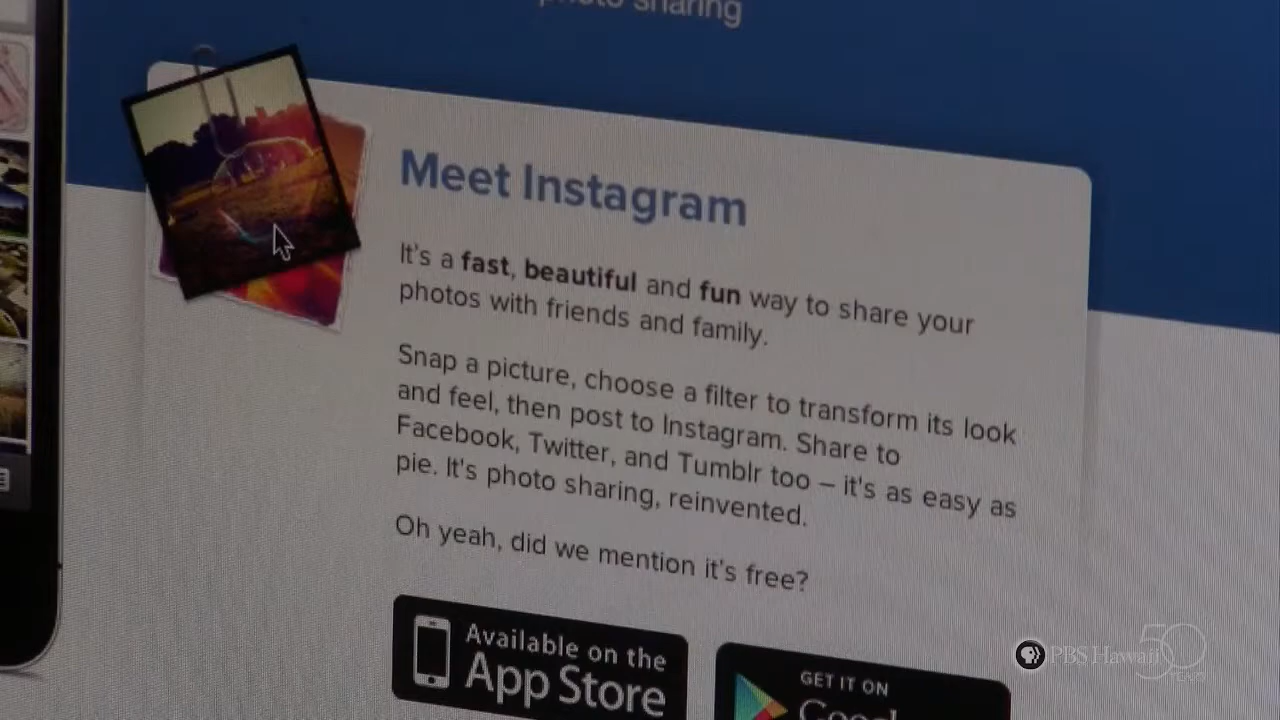 photo sharing
Meet Instagram
It's a fast, beautiful and fun way to share your
photos with friends and family.
Snap a picture, choose a filter to transform its look
and feel, then post to Instagram. Share to
Facebook, Twitter, and Tumblr too – it's as easy as
pie. It's photo sharing, reinvented.
Oh yeah, did we mention it's free?
Available on the
App Store
GET IT ON
Google
PBS Hawaii 50
YEARS